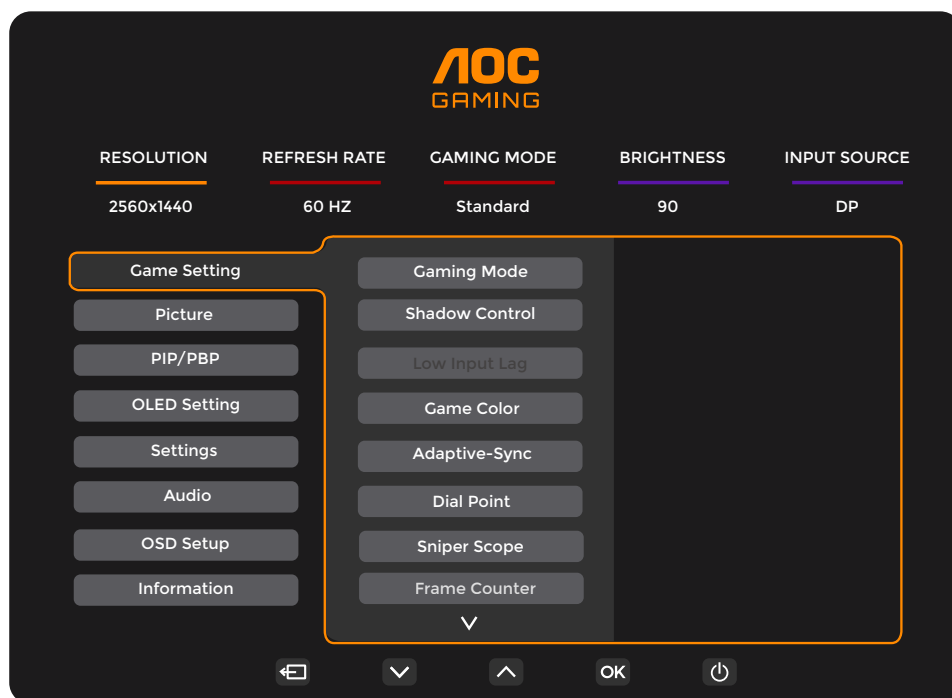 AOC
GAMING
RESOLUTION REFRESH RATE GAMING MODE BRIGHTNESS INPUT SOURCE
2560x1440 60 HZ Standard 90 DP
Game Setting
Picture
PIP/PBP
OLED Setting
Settings
Audio
OSD Setup
Information
Gaming Mode
Shadow Control
Low Input Lag
Game Color
Adaptive-Sync
Dial Point
Sniper Scope
Frame Counter
OK